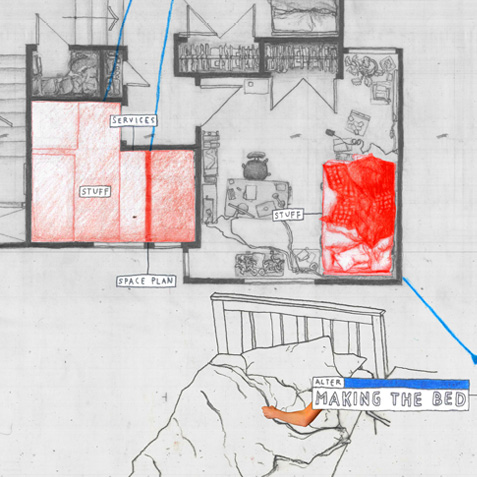 SERVICES
STUFF
STUFF
SPACE PLAN
ALTER
MAKING THE BED